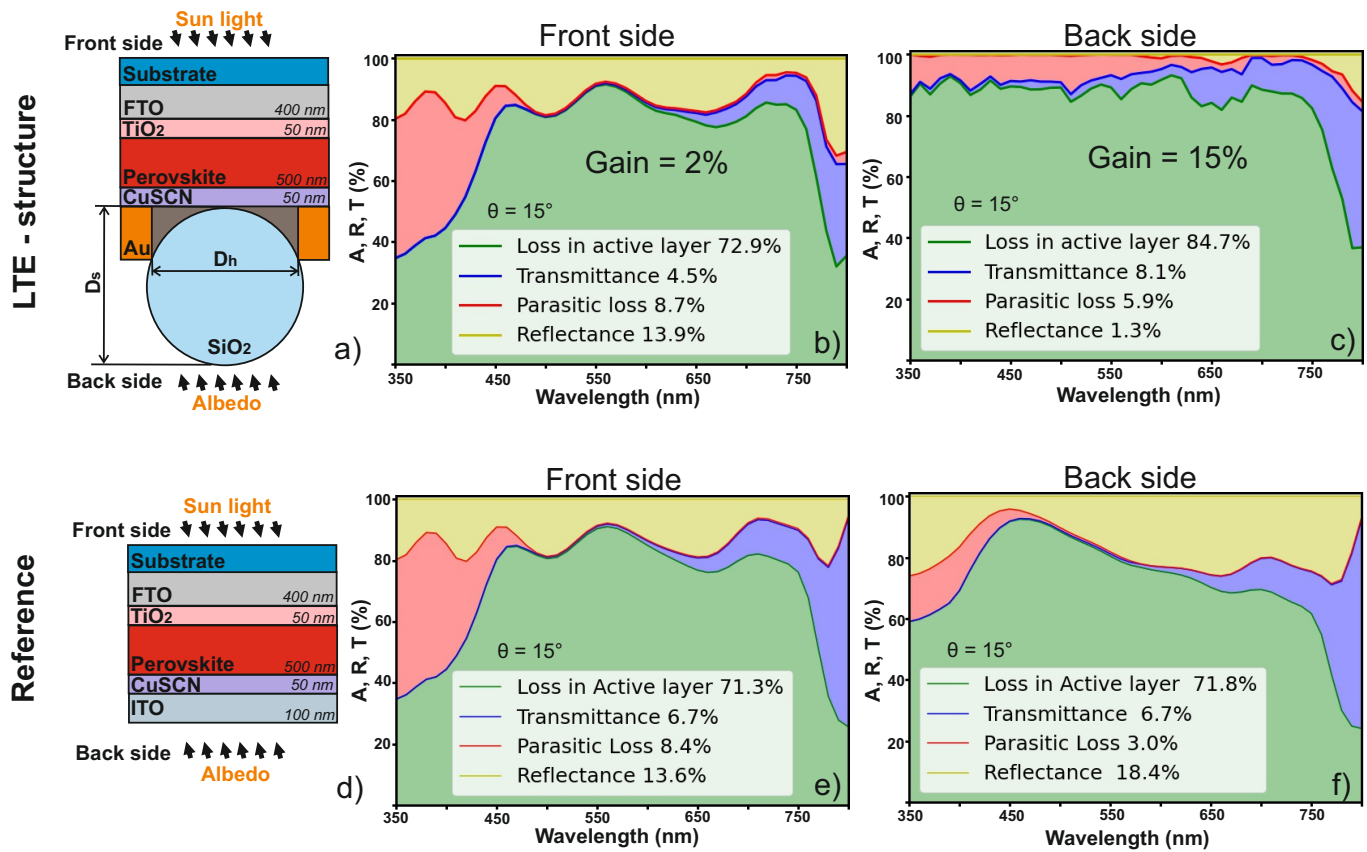 LTE - structure
Sun light
Front side
Substrate
FTO 400 nm
TiO2 50 nm
Perovskite 500 nm
CuSCN 50 nm
Au
Dh
Ds
SiO2
Back side
Albedo
a)
Front side
A, R, T (%)
100
80
60
40
20
Gain = 2%
θ = 15°
Loss in active layer 72.9%
Transmittance 4.5%
Parasitic loss 8.7%
Reflectance 13.9%
b)
350 450 550 650 750
Wavelength (nm)
Back side
A, R, T (%)
100
80
60
40
20
Gain = 15%
θ = 15°
Loss in active layer 84.7%
Transmittance 8.1%
Parasitic loss 5.9%
Reflectance 1.3%
c)
350 450 550 650 750
Wavelength (nm)
Reference
Sun light
Front side
Substrate
FTO 400 nm
TiO2 50 nm
Perovskite 500 nm
CuSCN 50 nm
ITO 100 nm
Back side
Albedo
d)
Front side
A, R, T (%)
100
80
60
40
20
θ = 15°
Loss in Active layer 71.3%
Transmittance 6.7%
Parasitic Loss 8.4%
Reflectance 13.6%
e)
350 450 550 650 750
Wavelength (nm)
Back side
A, R, T (%)
100
80
60
40
20
θ = 15°
Loss in Active layer 71.8%
Transmittance 6.7%
Parasitic Loss 3.0%
Reflectance 18.4%
f)
350 450 550 650 750
Wavelength (nm)